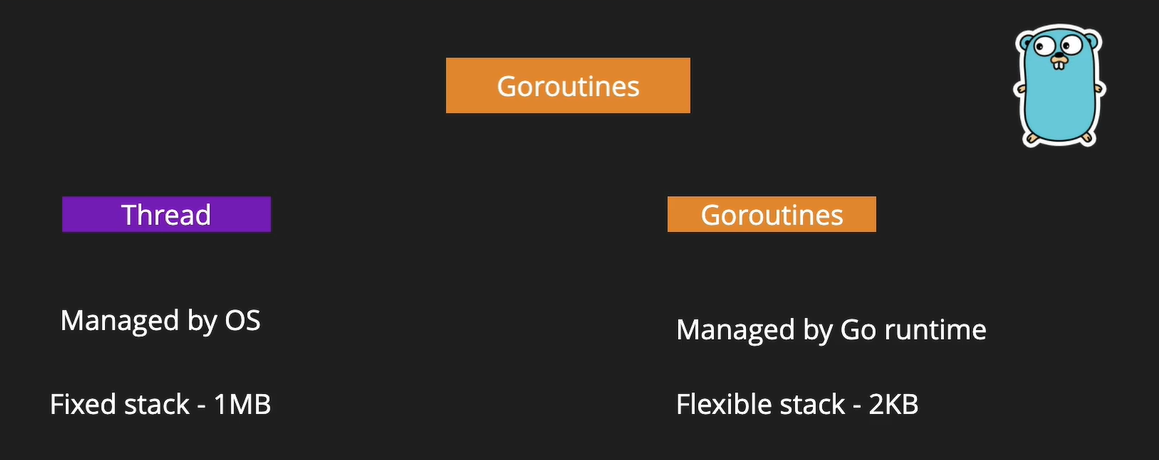 Goroutines
Thread
Goroutines
Managed by OS
Managed by Go runtime
Fixed stack - 1MB
Flexible stack - 2KB